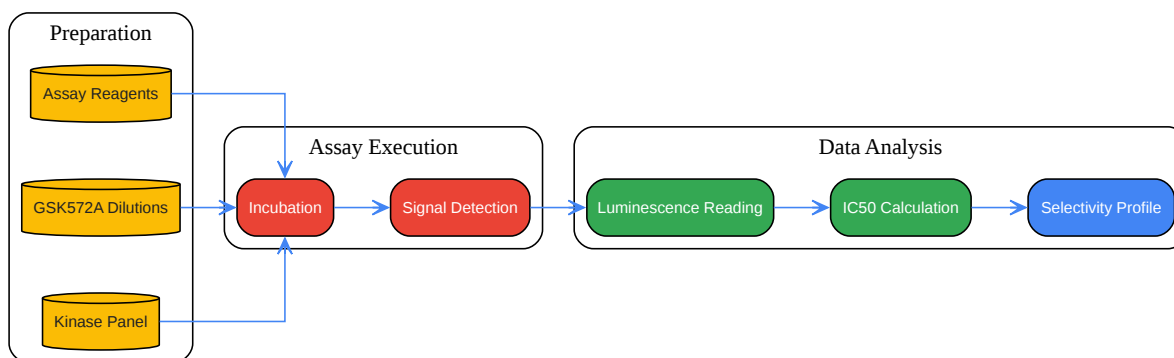 Preparation
Assay Reagents
GSK572A Dilutions
Kinase Panel
Assay Execution
Incubation
Signal Detection
Data Analysis
Luminescence Reading
IC50 Calculation
Selectivity Profile